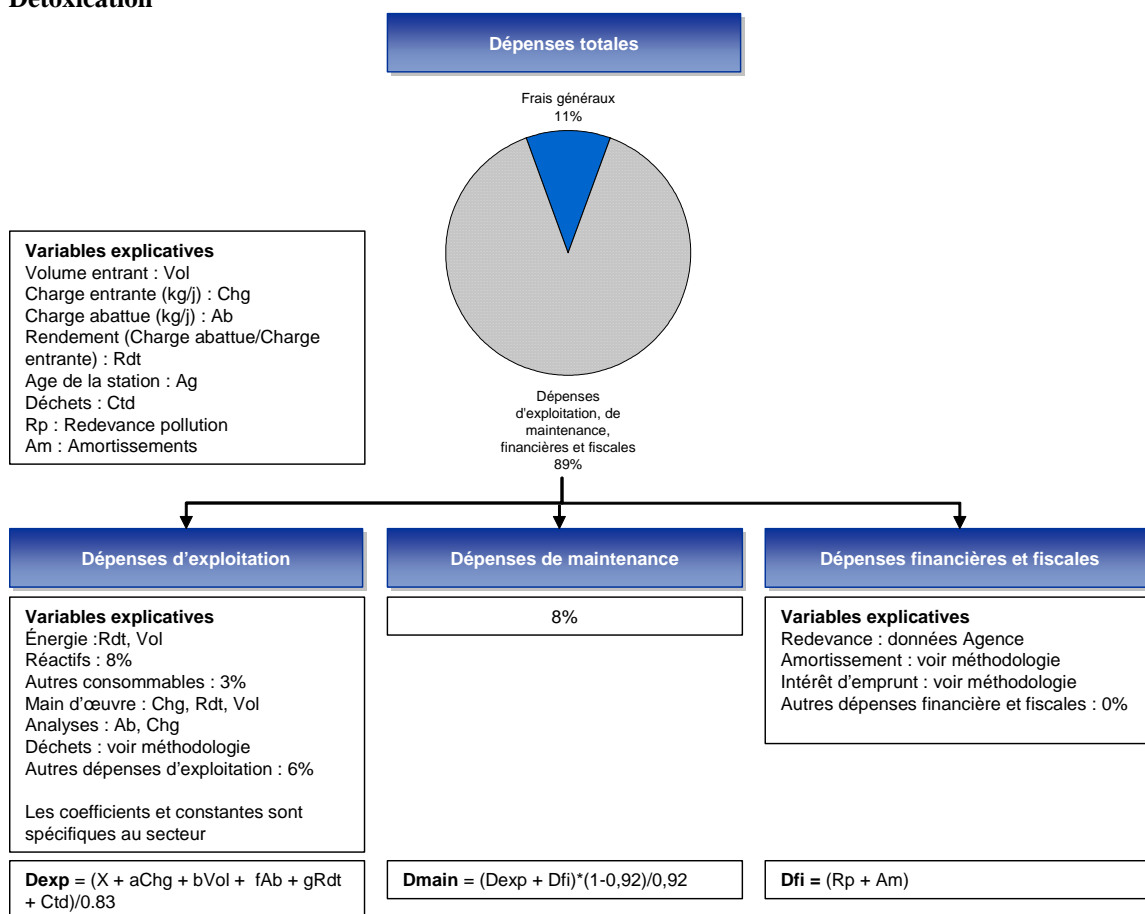 Détoxication
Dépenses totales
Frais généraux
11%
Variables explicatives
Volume entrant : Vol
Charge entrante (kg/j) : Chg
Charge abattue (kg/j) : Ab
Rendement (Charge abattue/Charge
entrante) : Rdt
Age de la station : Ag
Déchets : Ctd
Rp : Redevance pollution
Am : Amortissements
Dépenses
d'exploitation, de
maintenance,
financières et fiscales
89%
Dépenses d'exploitation
Variables explicatives
Énergie :Rdt, Vol
Réactifs : 8%
Autres consommables : 3%
Main d'œuvre : Chg, Rdt, Vol
Analyses : Ab, Chg
Déchets : voir méthodologie
Autres dépenses d'exploitation : 6%
Les coefficients et constantes sont
spécifiques au secteur
Dexp = (X + aChg + bVol + fAb + gRdt
+ Ctd)/0.83
Dépenses de maintenance
8%
Dmain = (Dexp + Dfi)*(1-0,92)/0,92
Dépenses financières et fiscales
Variables explicatives
Redevance : données Agence
Amortissement : voir méthodologie
Intérêt d'emprunt : voir méthodologie
Autres dépenses financière et fiscales : 0%
Dfi = (Rp + Am)